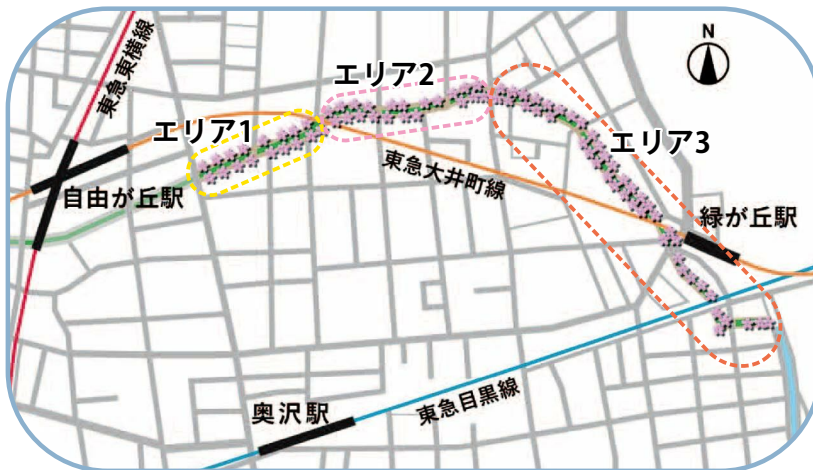 東急東横線
N
エリア2
エリア1
エリア3
東急大井町線
自由が丘駅
緑が丘駅
東急目黒線
奥沢駅